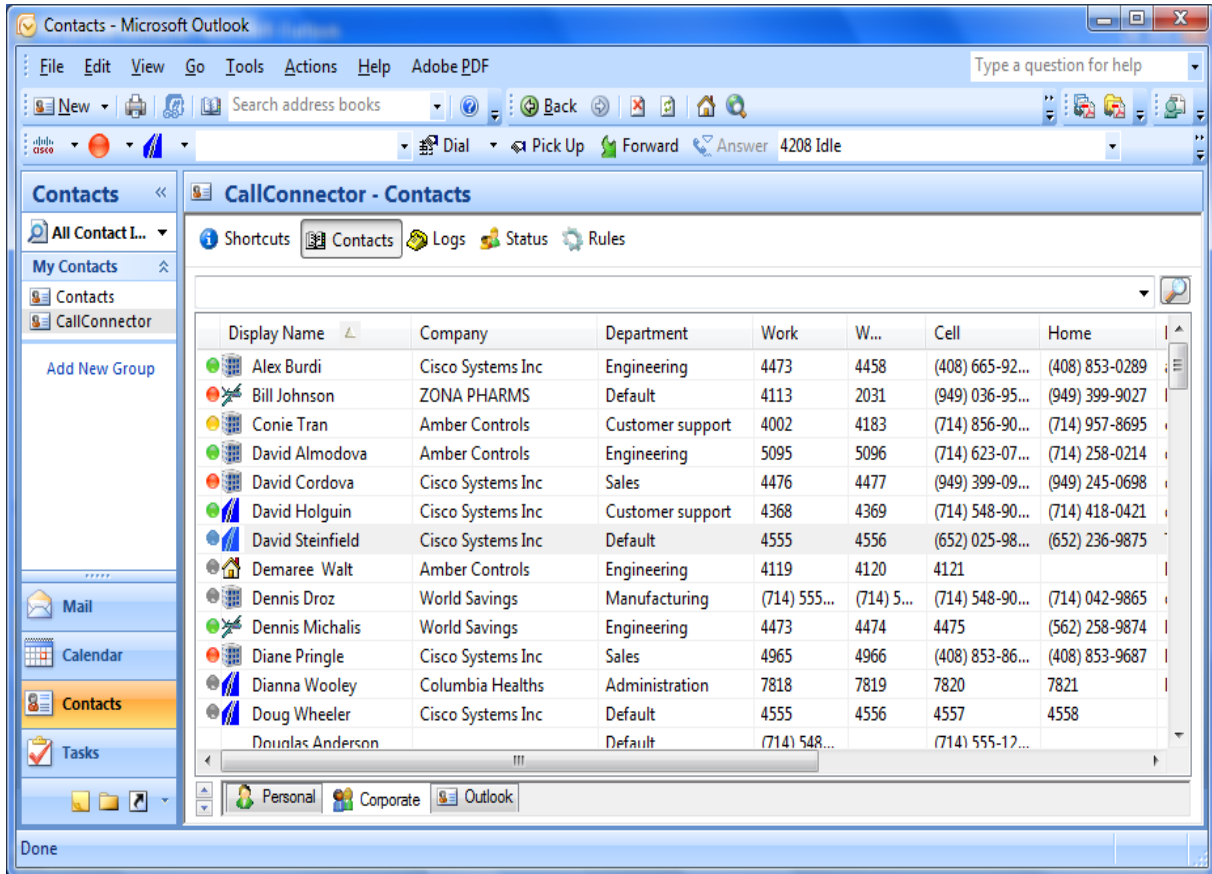 Contacts - Microsoft Outlook
File Edit View Go Tools Actions Help Adobe PDF Type a question for help
New Search address books Back
cisco Dial Pick Up Forward Answer 4208 Idle
Contacts « CallConnector - Contacts
All Contact I... Shortcuts Contacts Logs Status Rules
My Contacts
Contacts
CallConnector
Add New Group
Display Name Company Department Work W... Cell Home
Alex Burdi Cisco Systems Inc Engineering 4473 4458 (408) 665-92... (408) 853-0289
Bill Johnson ZONA PHARMS Default 4113 2031 (949) 036-95... (949) 399-9027
Conie Tran Amber Controls Customer support 4002 4183 (714) 856-90... (714) 957-8695
David Almodova Amber Controls Engineering 5095 5096 (714) 623-07... (714) 258-0214
David Cordova Cisco Systems Inc Sales 4476 4477 (949) 399-09... (949) 245-0698
David Holguin Cisco Systems Inc Customer support 4368 4369 (714) 548-90... (714) 418-0421
David Steinfield Cisco Systems Inc Default 4555 4556 (652) 025-98... (652) 236-9875
Demaree Walt Amber Controls Engineering 4119 4120 4121
Dennis Droz World Savings Manufacturing (714) 555... (714) 5... (714) 548-90... (714) 042-9865
Dennis Michalis World Savings Engineering 4473 4474 4475 (562) 258-9874
Diane Pringle Cisco Systems Inc Sales 4965 4966 (408) 853-86... (408) 853-9687
Dianna Wooley Columbia Healths Administration 7818 7819 7820 7821
Doug Wheeler Cisco Systems Inc Default 4555 4556 4557 4558
Douglas Anderson Default (714) 548... (714) 555-12...
Mail
Calendar
Contacts
Tasks
Personal Corporate Outlook
Done